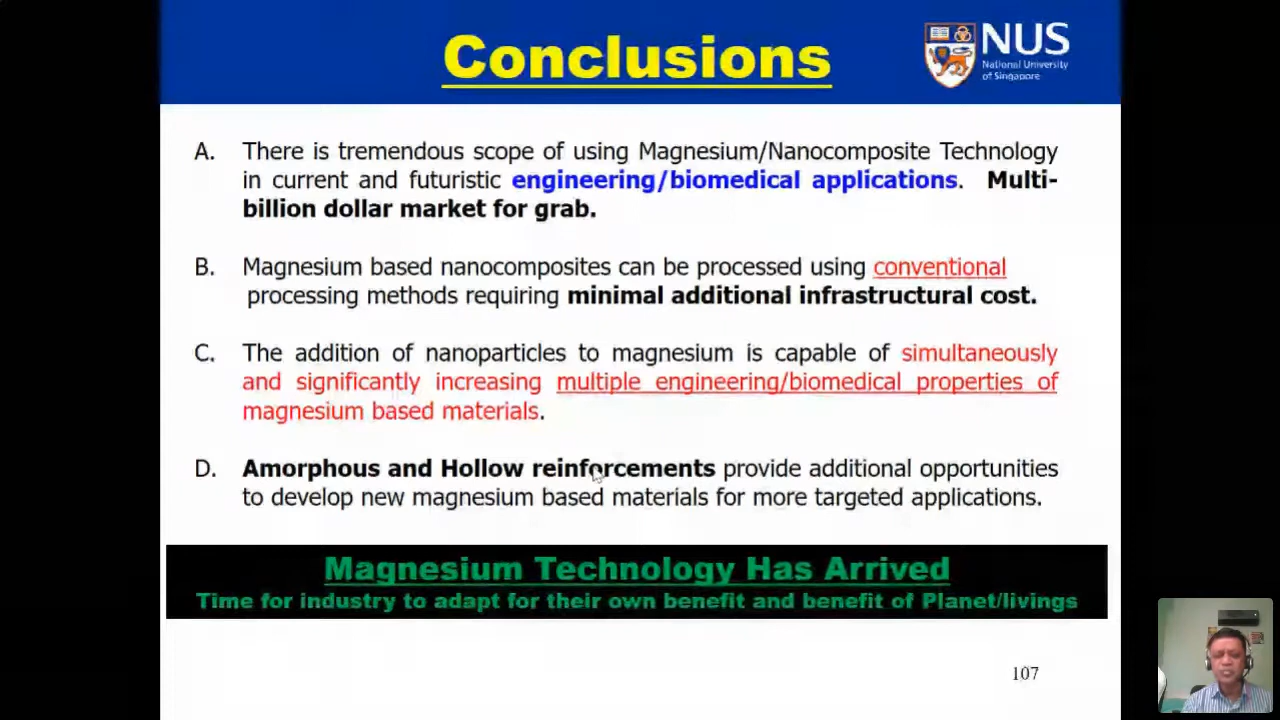 Conclusions
NUS
National University
of Singapore
A. There is tremendous scope of using Magnesium/Nanocomposite Technology
in current and futuristic engineering/biomedical applications. Multi-
billion dollar market for grab.
B. Magnesium based nanocomposites can be processed using conventional
processing methods requiring minimal additional infrastructural cost.
C. The addition of nanoparticles to magnesium is capable of simultaneously
and significantly increasing multiple engineering/biomedical properties of
magnesium based materials.
D. Amorphous and Hollow reinforcements provide additional opportunities
to develop new magnesium based materials for more targeted applications.
Magnesium Technology Has Arrived
Time for industry to adapt for their own benefit and benefit of Planet/livings
107